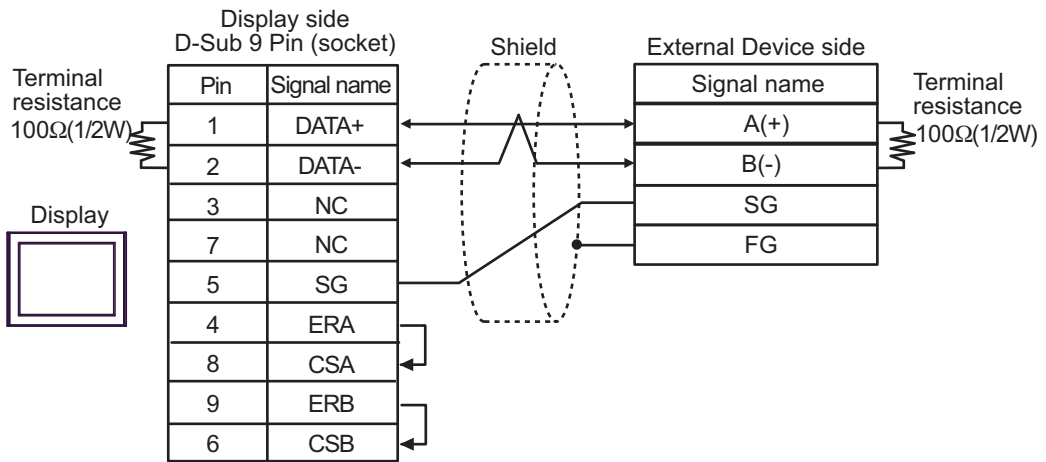 Display side
D-Sub 9 Pin (socket)
Shield
External Device side
Terminal
resistance
100Ω(1/2W)
Pin Signal name
1 DATA+
2 DATA-
3 NC
7 NC
5 SG
4 ERA
8 CSA
9 ERB
6 CSB
Display
Signal name
A(+)
B(-)
SG
FG
Terminal
resistance
100Ω(1/2W)